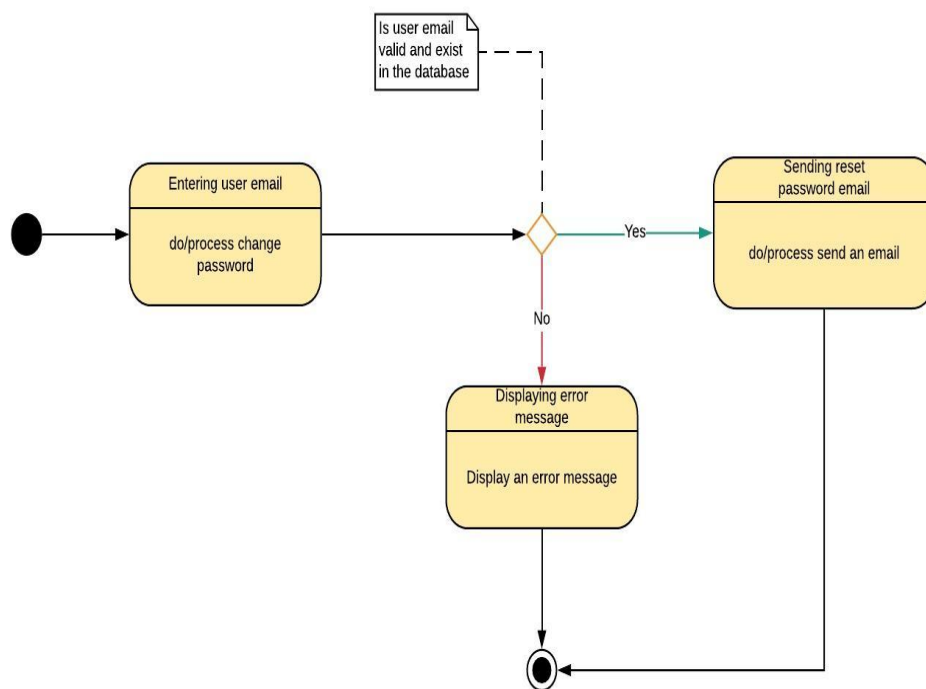 Is user email
valid and exist
in the database
Entering user email
do/process change
password
Yes
Sending reset
password email
do/process send an email
No
Displaying error
message
Display an error message